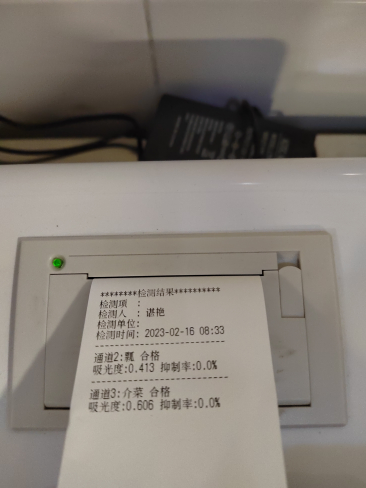 ********检测结果**********
检测项  :
检测人  : 谌艳
检测单位:
检测时间: 2023-02-16 08:33
--------------------------
通道2:瓢 合格
吸光度:0.413 抑制率:0.0%
--------------------------
通道3:介菜 合格
吸光度:0.606 抑制率:0.0%